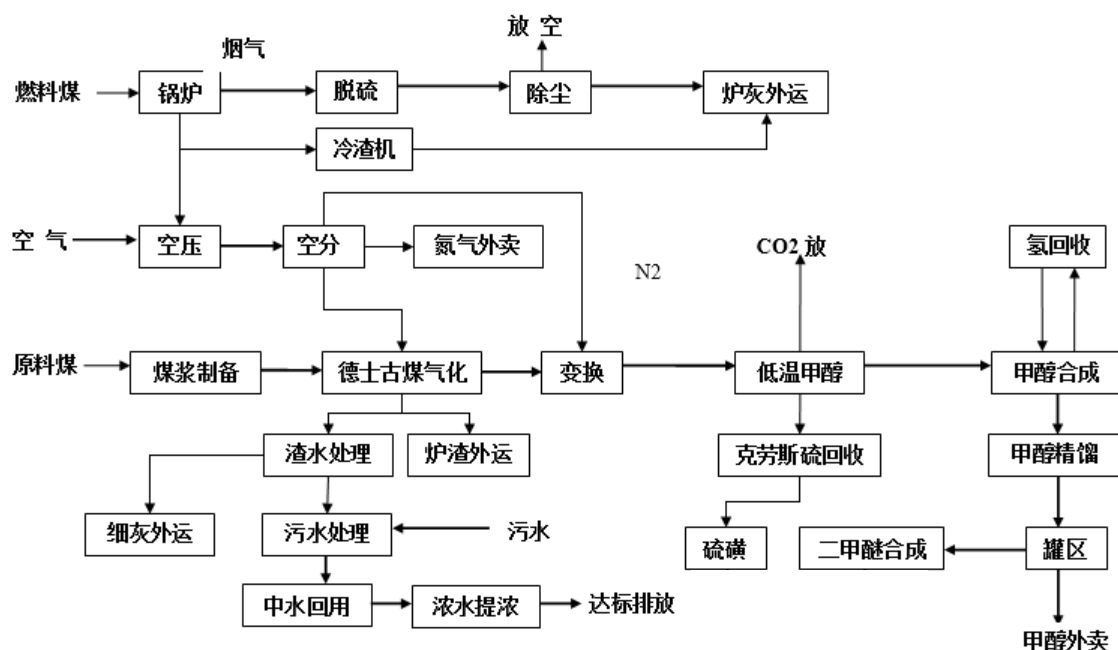 放 空
烟气
燃料煤
锅炉
脱硫
除尘
炉灰外运
冷渣机
空 气
空压
空分
氮气外卖
N2
CO2 放
氢回收
原料煤
煤浆制备
德士古煤气化
变换
低温甲醇
甲醇合成
渣水处理
炉渣外运
克劳斯硫回收
甲醇精馏
细灰外运
污水处理
污水
硫磺
二甲醚合成
罐区
中水回用
浓水提浓
达标排放
甲醇外卖